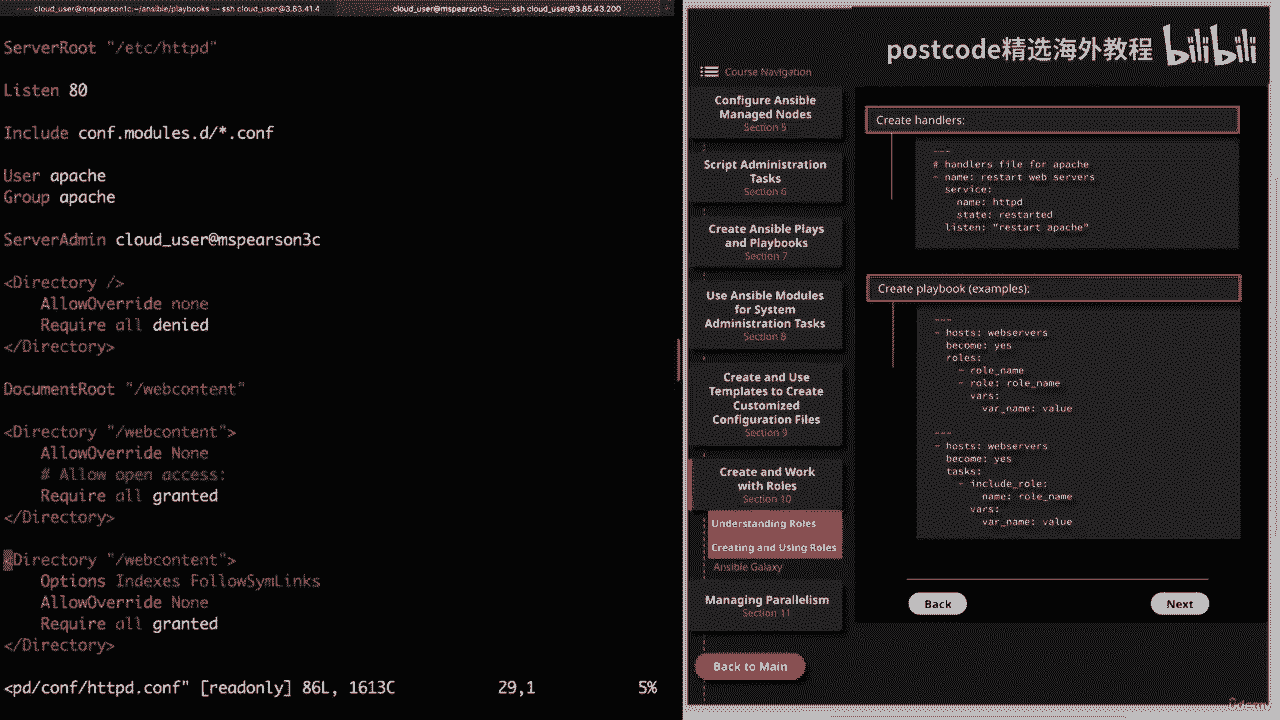 cloud_user@mspearson1c:~/ansible/playbooks — ssh cloud_user@3.83.41.4
cloud_user@mspearson3c:~ — ssh cloud_user@3.85.43.200
ServerRoot "/etc/httpd"
Listen 80
Include conf.modules.d/*.conf
User apache
Group apache
ServerAdmin cloud_user@mspearson3c
<Directory />
    AllowOverride none
    Require all denied
</Directory>
DocumentRoot "/webcontent"
<Directory "/webcontent">
    AllowOverride None
    # Allow open access:
    Require all granted
</Directory>
<Directory "/webcontent">
    Options Indexes FollowSymLinks
    AllowOverride None
    Require all granted
</Directory>
<pd/conf/httpd.conf" [readonly] 86L, 1613C 29,1 5%
postcode精选海外教程 bilibili
Course Navigation
Configure Ansible
Managed Nodes
Section 5
Script Administration
Tasks
Section 6
Create Ansible Plays
and Playbooks
Section 7
Use Ansible Modules
for System
Administration Tasks
Section 8
Create and Use
Templates to Create
Customized
Configuration Files
Section 9
Create and Work
with Roles
Section 10
Understanding Roles
Creating and Using Roles
Ansible Galaxy
Managing Parallelism
Section 11
Back to Main
Create handlers:
---
# handlers file for apache
- name: restart web servers
  service:
    name: httpd
    state: restarted
  listen: "restart apache"
Create playbook (examples):
---
- hosts: webservers
  become: yes
  roles:
    - role_name
    - role: role_name
      vars:
        var_name: value
---
- hosts: webservers
  become: yes
  tasks:
    - include_role:
        name: role_name
      vars:
        var_name: value
Back
Next
Udemy